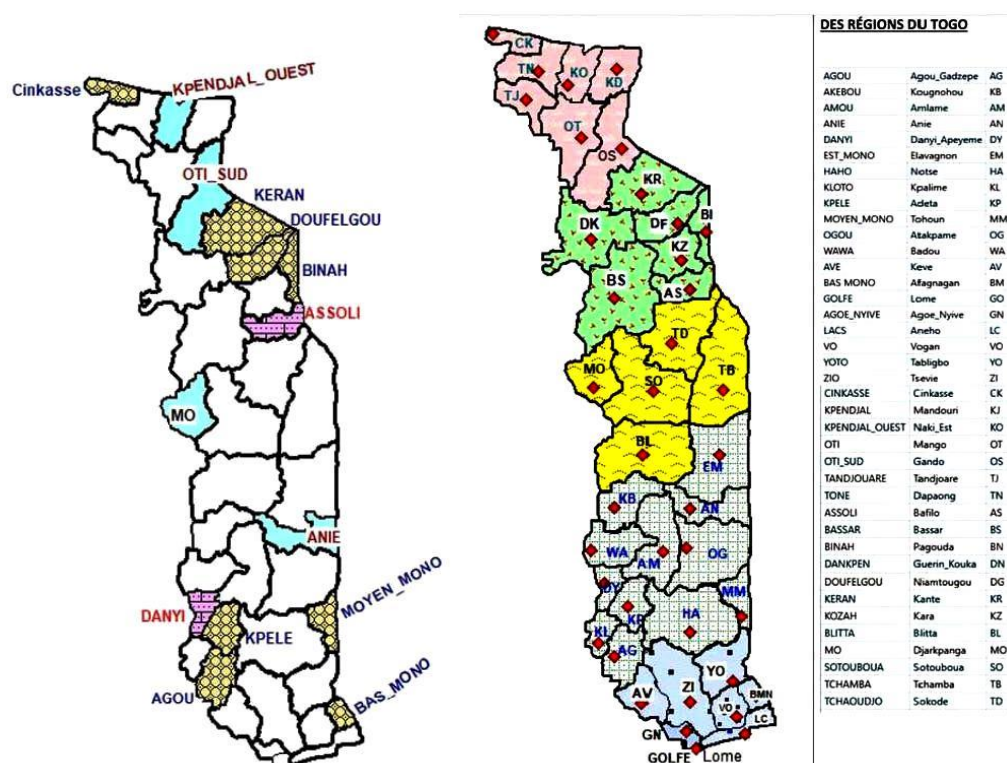 Cinkasse
KPENDJAL_OUEST
OTI_SUD
KERAN
DOUFELGOU
BINAH
ASSOLI
MO
ANIE
DANYI
KPELE
MOYEN_MONO
AGOU
BAS_MONO
CK
TN
KO
KD
TJ
OT
OS
KR
DK
DF
BI
KZ
BS
AS
TD
MO
SO
TB
BL
EM
KB
AN
WA
AM
OG
DY
KP
MM
KL
HA
AG
YO
AV
ZI
BMN
VO
LC
GN
GOLFE Lome
DES RÉGIONS DU TOGO
AGOU Agou_Gadzepe AG
AKEBOU Kougnohou KB
AMOU Amlame AM
ANIE Anie AN
DANYI Danyi_Apeyeme DY
EST_MONO Elavagnon EM
HAHO Notse HA
KLOTO Kpalime KL
KPELE Adeta KP
MOYEN_MONO Tohoun MM
OGOU Atakpame OG
WAWA Badou WA
AVE Keve AV
BAS MONO Afagnagan BM
GOLFE Lome GO
AGOE_NYIVE Agoe_Nyive GN
LACS Aneho LC
VO Vogan VO
YOTO Tabligbo YO
ZIO Tsevie ZI
CINKASSE Cinkasse CK
KPENDJAL Mandouri KJ
KPENDJAL_OUEST Naki_Est KO
OTI Mango OT
OTI_SUD Gando OS
TANDJOUARE Tandjoare TJ
TONE Dapaong TN
ASSOLI Bafilo AS
BASSAR Bassar BS
BINAH Pagouda BN
DANKPEN Guerin_Kouka DN
DOUFELGOU Niamtougou DG
KERAN Kante KR
KOZAH Kara KZ
BLITTA Blitta BL
MO Djarkpanga MO
SOTOUBOUA Sotouboua SO
TCHAMBA Tchamba TB
TCHAOUDJO Sokode TD